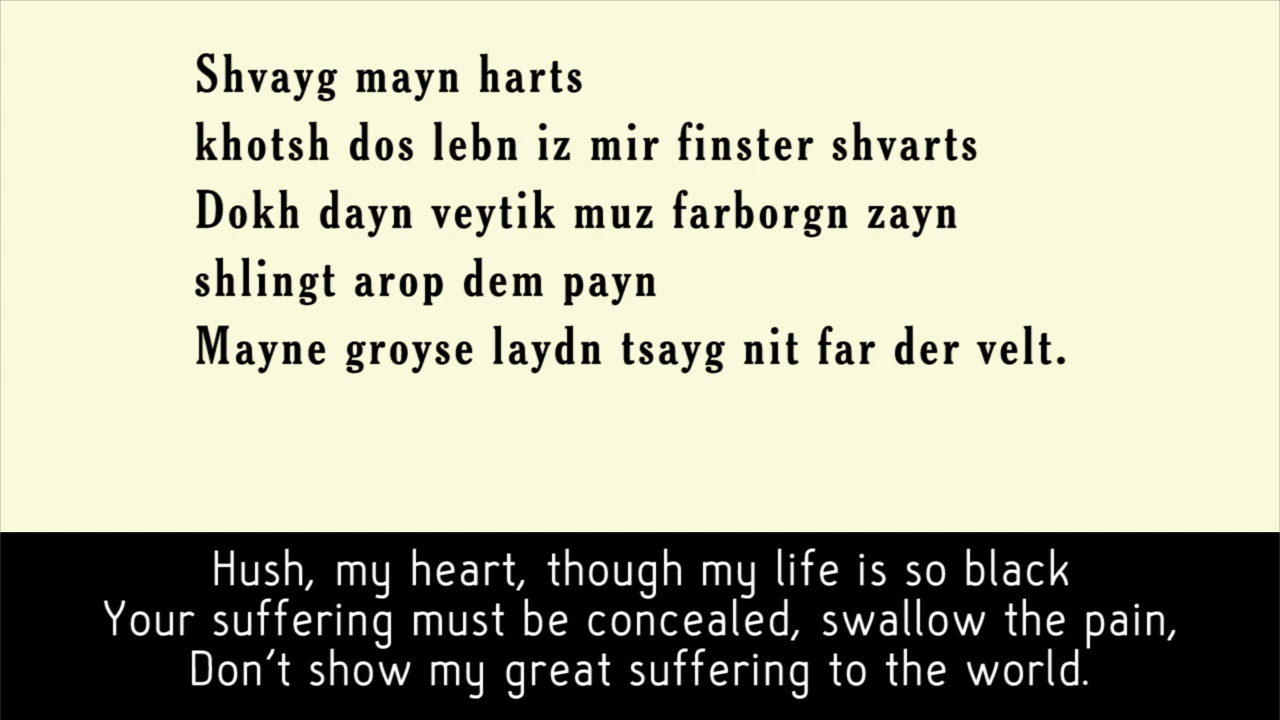 Shvayg mayn harts
khotsh dos lebn iz mir finster shvarts
Dokh dayn veytik muz farborgn zayn
shlingt arop dem payn
Mayne groyse laydn tsayg nit far der velt.
Hush, my heart, though my life is so black
Your suffering must be concealed, swallow the pain,
Don't show my great suffering to the world.